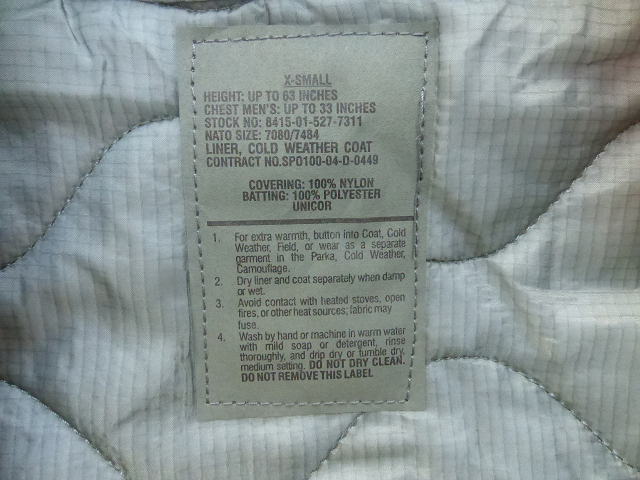 X-SMALL
HEIGHT: UP TO 63 INCHES
CHEST MEN'S: UP TO 33 INCHES
STOCK NO: 8415-01-527-7311
NATO SIZE: 7080/7484
LINER, COLD WEATHER COAT
CONTRACT NO.SPO100-04-D-0449
COVERING: 100% NYLON
BATTING: 100% POLYESTER
UNICOR
1. For extra warmth, button into Coat, Cold
Weather, Field, or wear as a separate
garment in the Parka, Cold Weather,
Camouflage.
2. Dry liner and coat separately when damp
or wet.
3. Avoid contact with heated stoves, open
fires, or other heat sources; fabric may
fuse.
4. Wash by hand or machine in warm water
with mild soap or detergent, rinse
thoroughly, and drip dry or tumble dry,
medium setting. DO NOT DRY CLEAN.
DO NOT REMOVE THIS LABEL